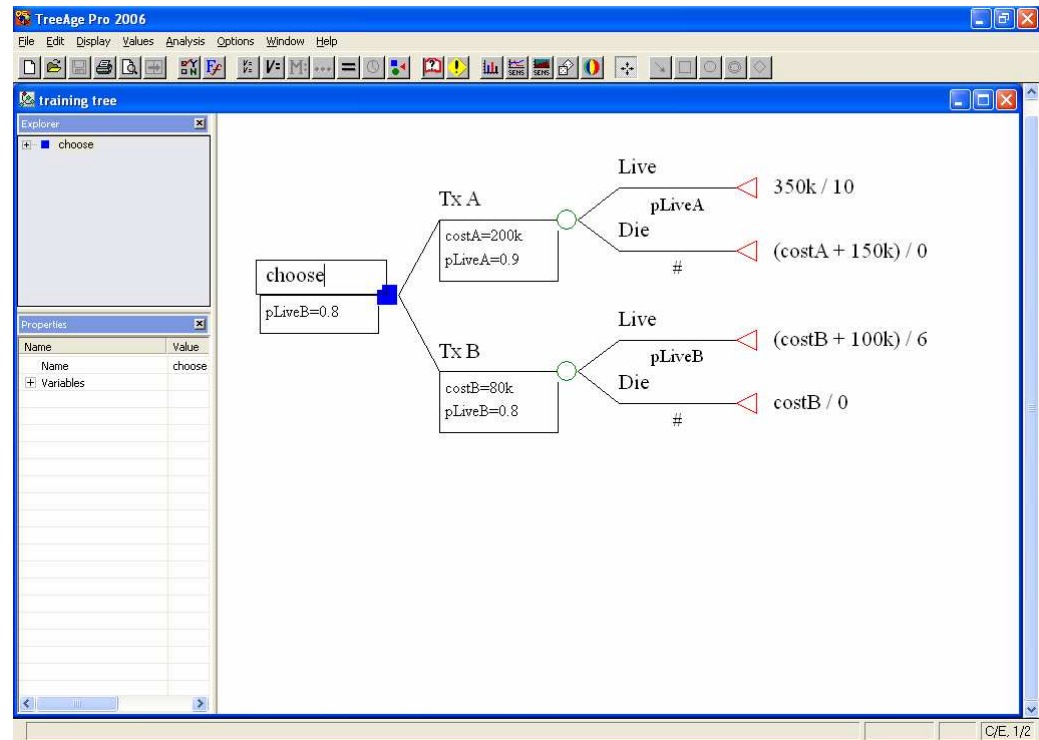 TreeAge Pro 2006
File Edit Display Values Analysis Options Window Help
training tree
Explorer
choose
Properties
Name Value
Name choose
Variables
choose
pLiveB=0.8
Tx A
costA=200k
pLiveA=0.9
Live
pLiveA
350k / 10
Die
#
(costA + 150k) / 0
Tx B
costB=80k
pLiveB=0.8
Live
pLiveB
(costB + 100k) / 6
Die
#
costB / 0
C/E, 1/2